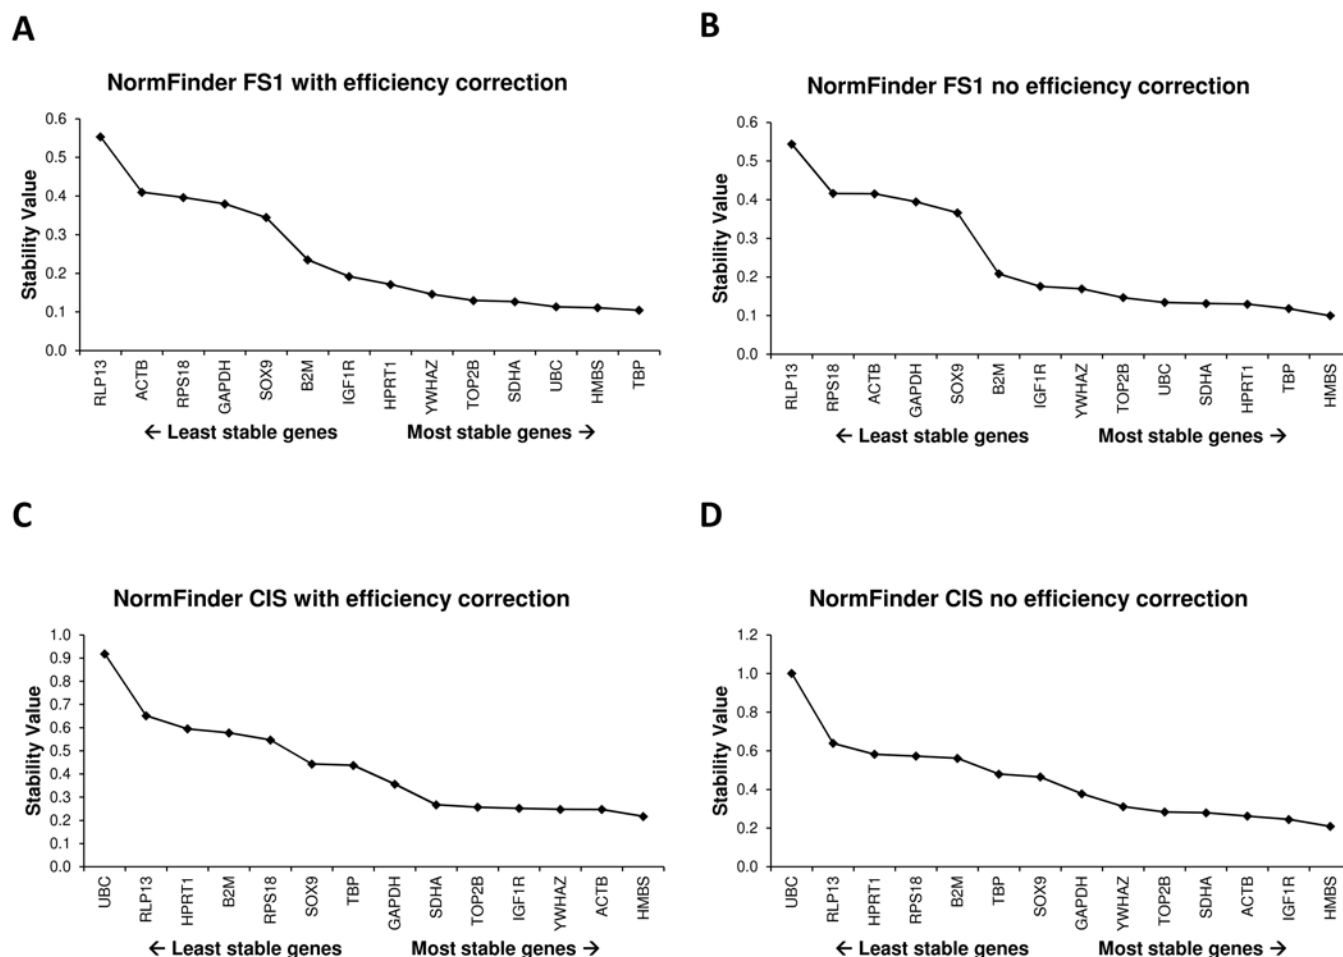 A
NormFinder FS1 with efficiency correction
Stability Value
0.6
0.5
0.4
0.3
0.2
0.1
0.0
RLP13
ACTB
RPS18
GAPDH
SOX9
B2M
IGF1R
HPRT1
YWHAZ
TOP2B
SDHA
UBC
HMBS
TBP
← Least stable genes Most stable genes →
B
NormFinder FS1 no efficiency correction
Stability Value
0.6
0.5
0.4
0.3
0.2
0.1
0.0
RLP13
RPS18
ACTB
GAPDH
SOX9
B2M
IGF1R
YWHAZ
TOP2B
UBC
SDHA
HPRT1
TBP
HMBS
← Least stable genes Most stable genes →
C
NormFinder CIS with efficiency correction
Stability Value
1.0
0.9
0.8
0.7
0.6
0.5
0.4
0.3
0.2
0.1
0.0
UBC
RLP13
HPRT1
B2M
RPS18
SOX9
TBP
GAPDH
SDHA
TOP2B
IGF1R
YWHAZ
ACTB
HMBS
← Least stable genes Most stable genes →
D
NormFinder CIS no efficiency correction
Stability Value
1.2
1.0
0.8
0.6
0.4
0.2
0.0
UBC
RLP13
HPRT1
RPS18
B2M
TBP
SOX9
GAPDH
YWHAZ
TOP2B
SDHA
ACTB
IGF1R
HMBS
← Least stable genes Most stable genes →